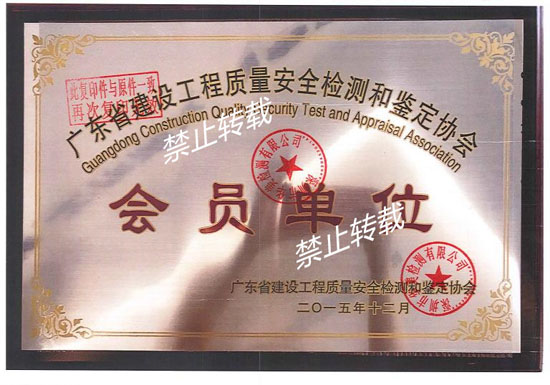 此复印件与原件一致
再次复印无效
广东省建设工程质量安全检测和鉴定协会
Guangdong Construction Quality Security Test and Appraisal Association
禁止转载
会员单位
禁止转载
广东省建设工程质量安全检测和鉴定协会
二〇一五年十二月